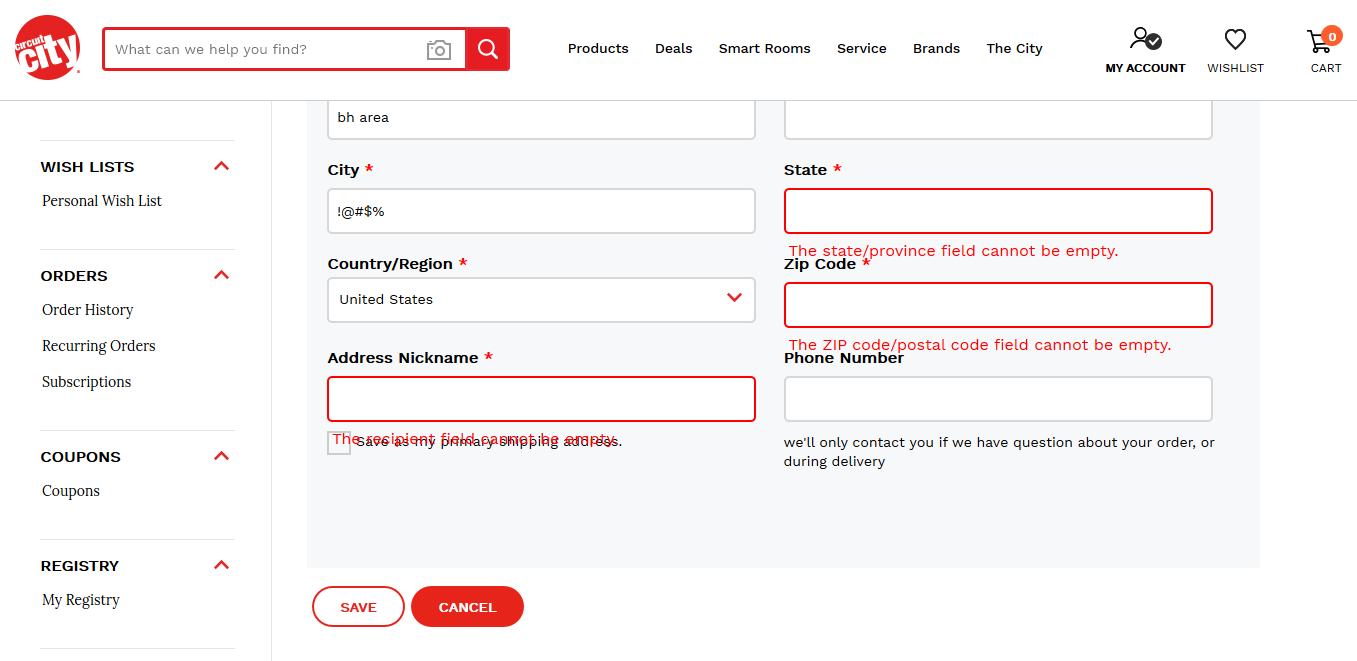 circuit city
What can we help you find?
Products
Deals
Smart Rooms
Service
Brands
The City
MY ACCOUNT
WISHLIST
0
CART
WISH LISTS
Personal Wish List
ORDERS
Order History
Recurring Orders
Subscriptions
COUPONS
Coupons
REGISTRY
My Registry
bh area
City *
!@#$%
State *
The state/province field cannot be empty.
Country/Region *
United States
Zip Code *
The ZIP code/postal code field cannot be empty.
Address Nickname *
The recipient field cannot be empty.
Save as my primary shipping address.
Phone Number
we'll only contact you if we have question about your order, or
during delivery
SAVE
CANCEL